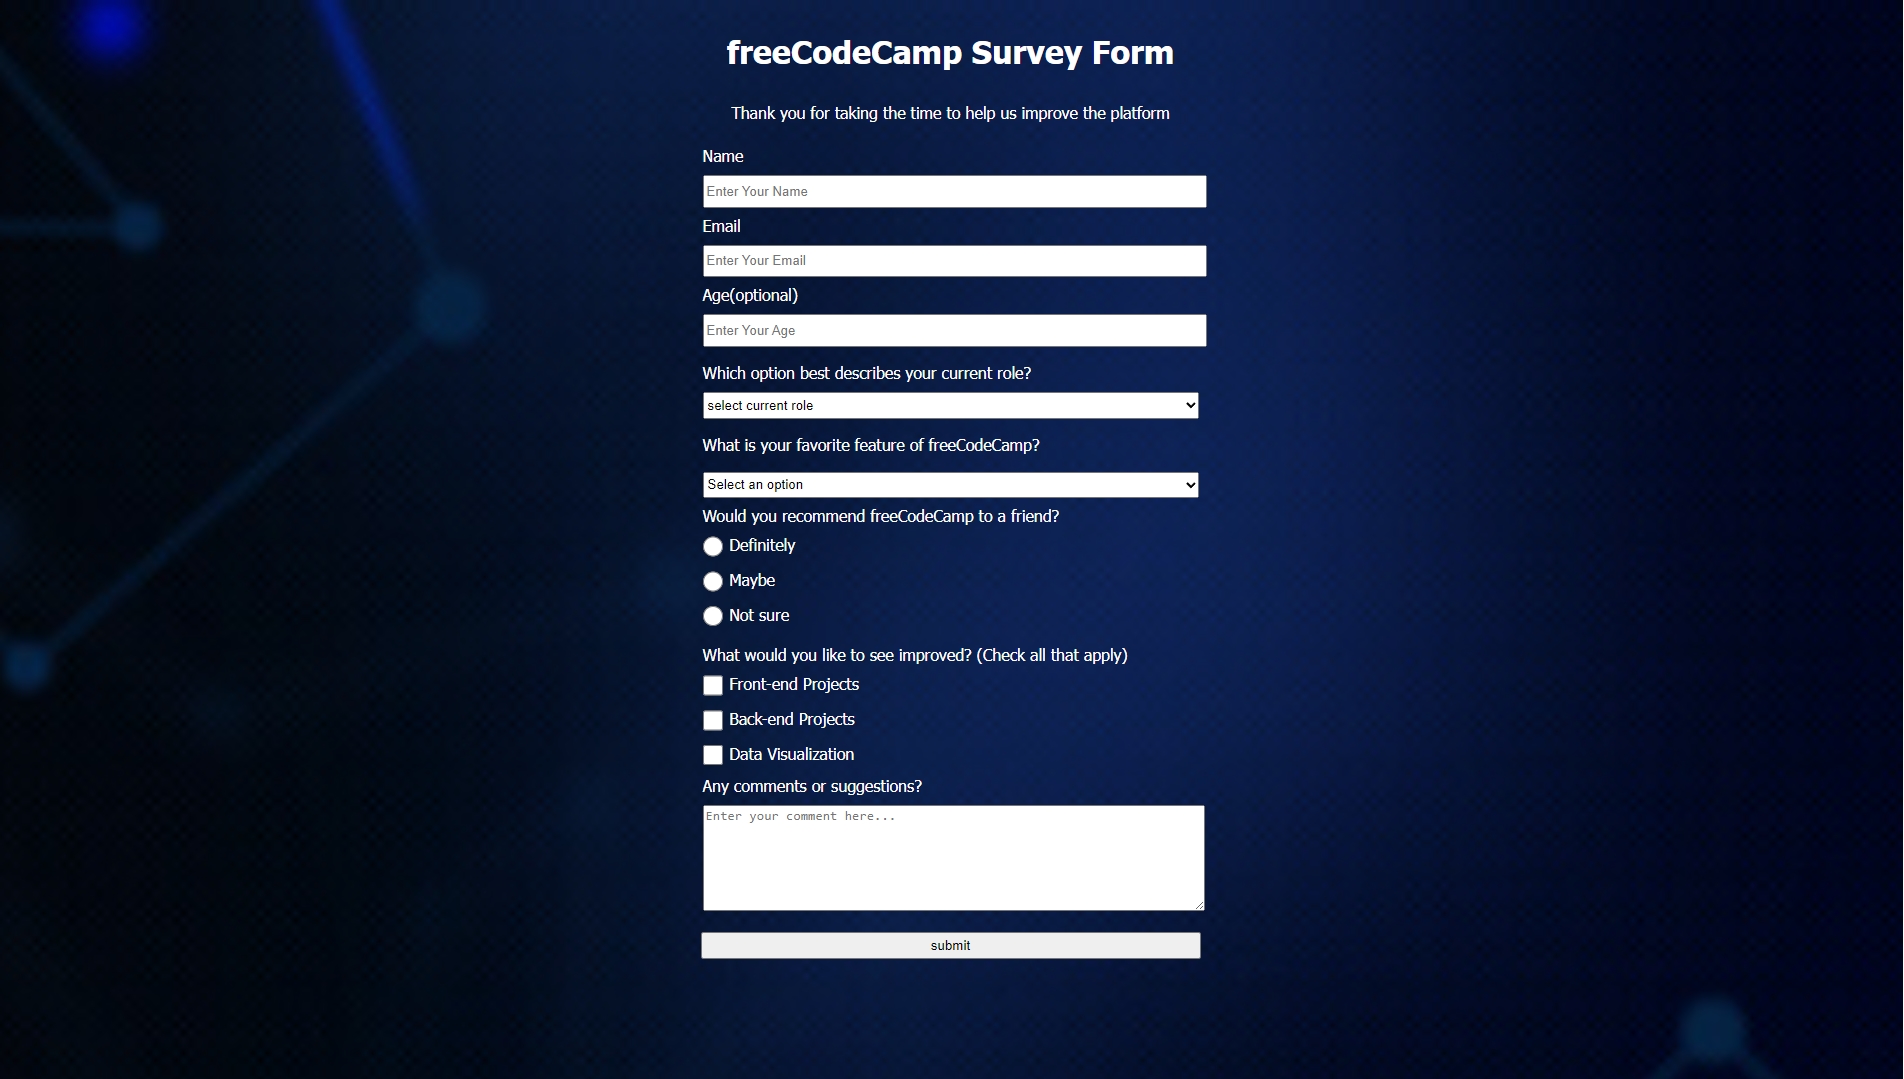 freeCodeCamp Survey Form
Thank you for taking the time to help us improve the platform
Name
Enter Your Name
Email
Enter Your Email
Age(optional)
Enter Your Age
Which option best describes your current role?
select current role
What is your favorite feature of freeCodeCamp?
Select an option
Would you recommend freeCodeCamp to a friend?
Definitely
Maybe
Not sure
What would you like to see improved? (Check all that apply)
Front-end Projects
Back-end Projects
Data Visualization
Any comments or suggestions?
Enter your comment here...
submit